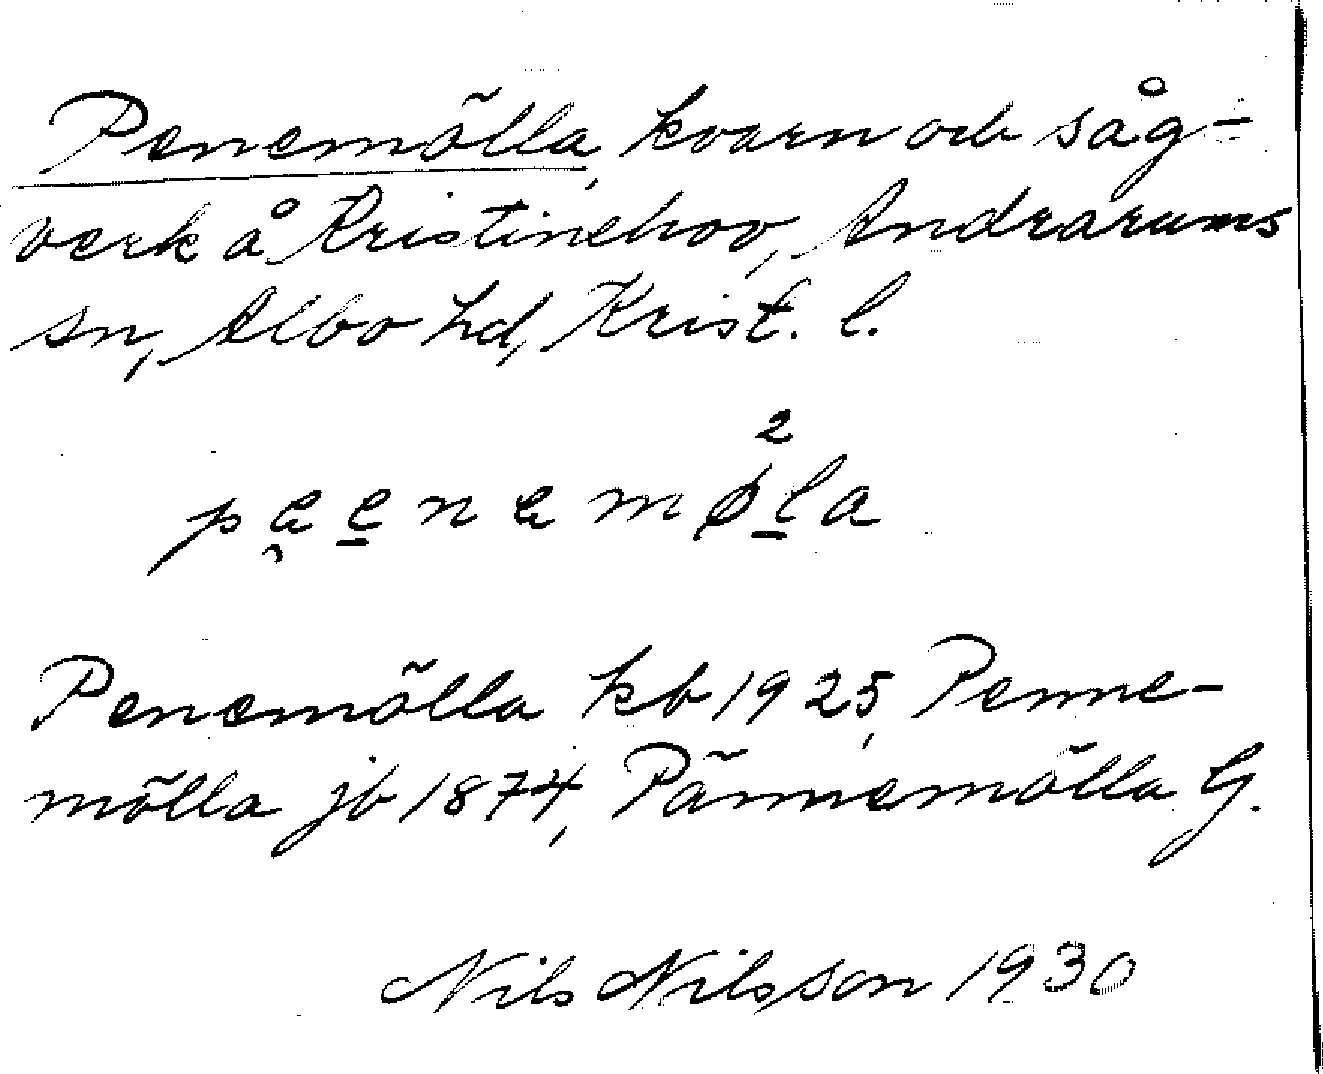 Penemölla, kvarn och såg-
verk å Kristinehov, Andrarums
sn, Albo hd, Krist. l.
2
Penemölla kb 1925, Penne-
mölla jb 1874, Pännemölla G.
Nils Nilsson 1930